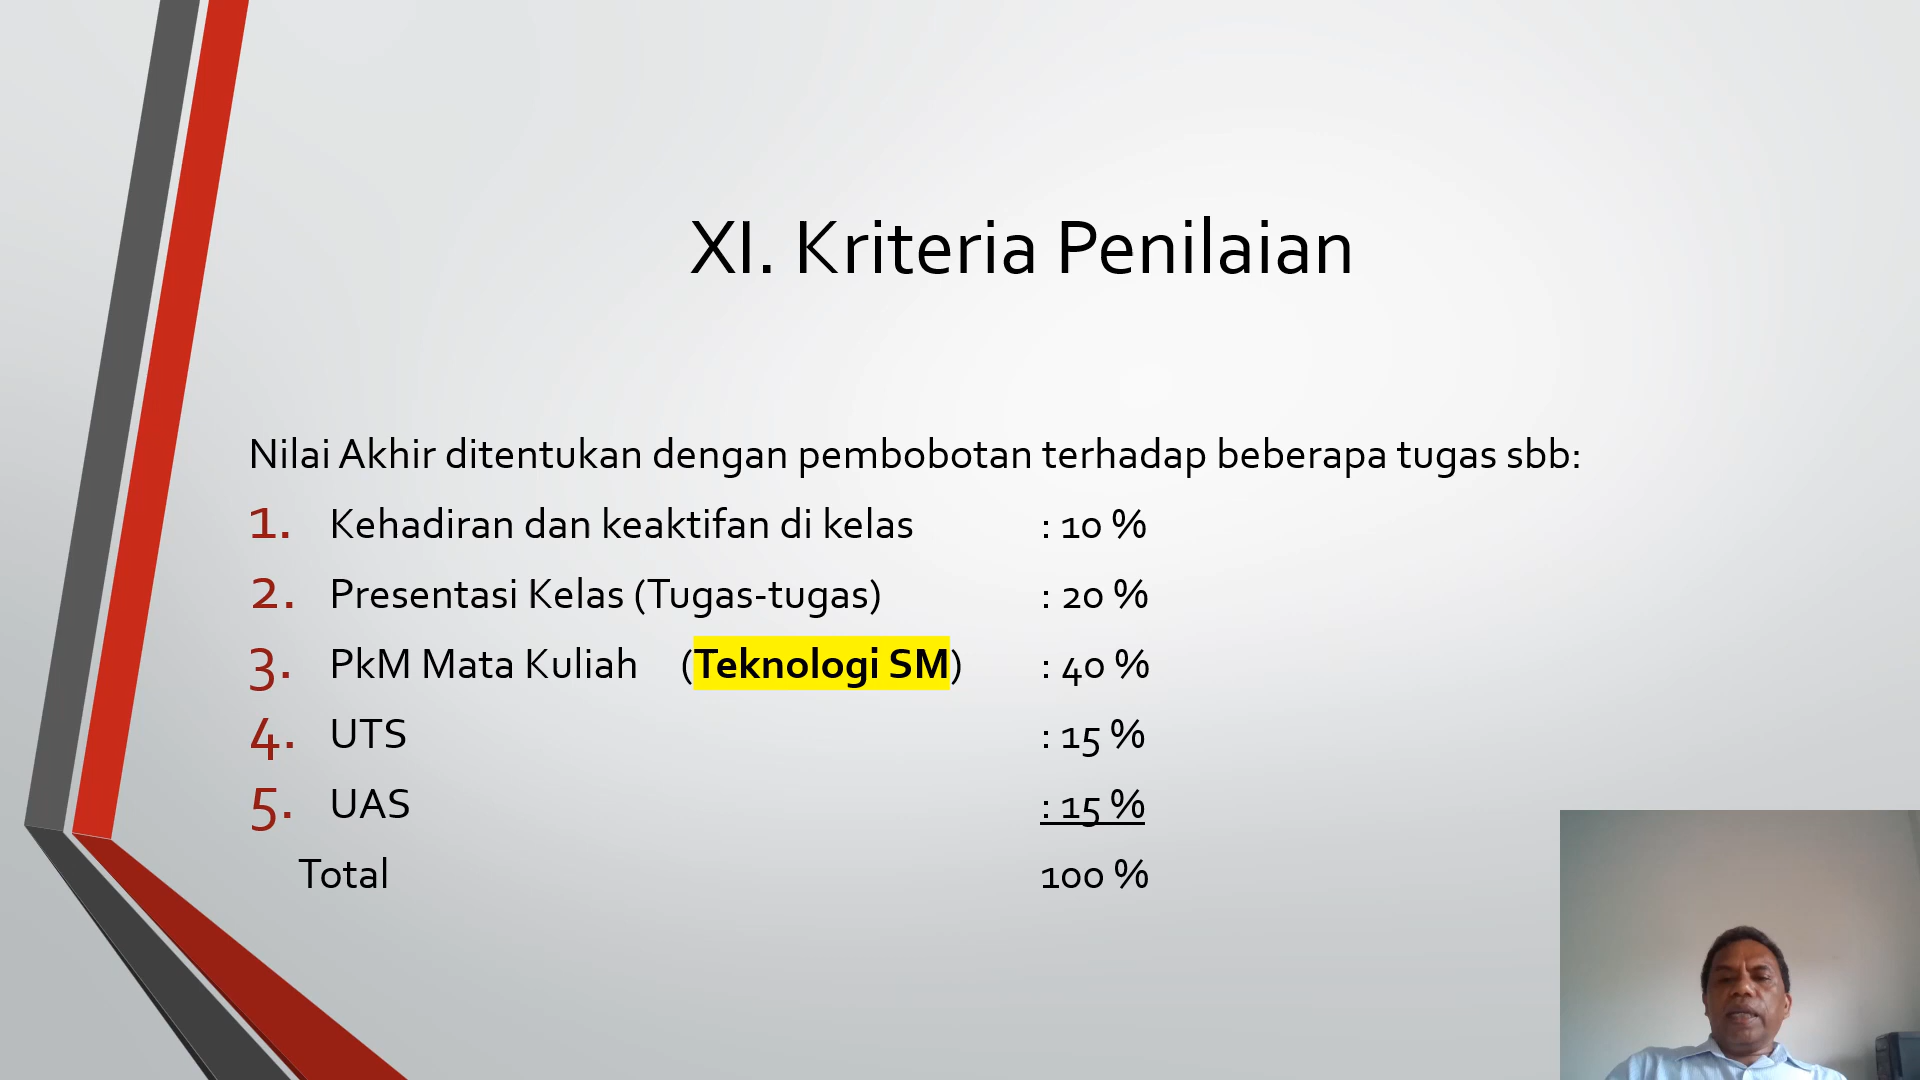 XI. Kriteria Penilaian
Nilai Akhir ditentukan dengan pembobotan terhadap beberapa tugas sbb:
1. Kehadiran dan keaktifan di kelas : 10 %
2. Presentasi Kelas (Tugas-tugas) : 20 %
3. PkM Mata Kuliah (Teknologi SM) : 40 %
4. UTS : 15 %
5. UAS : 15 %
Total 100 %